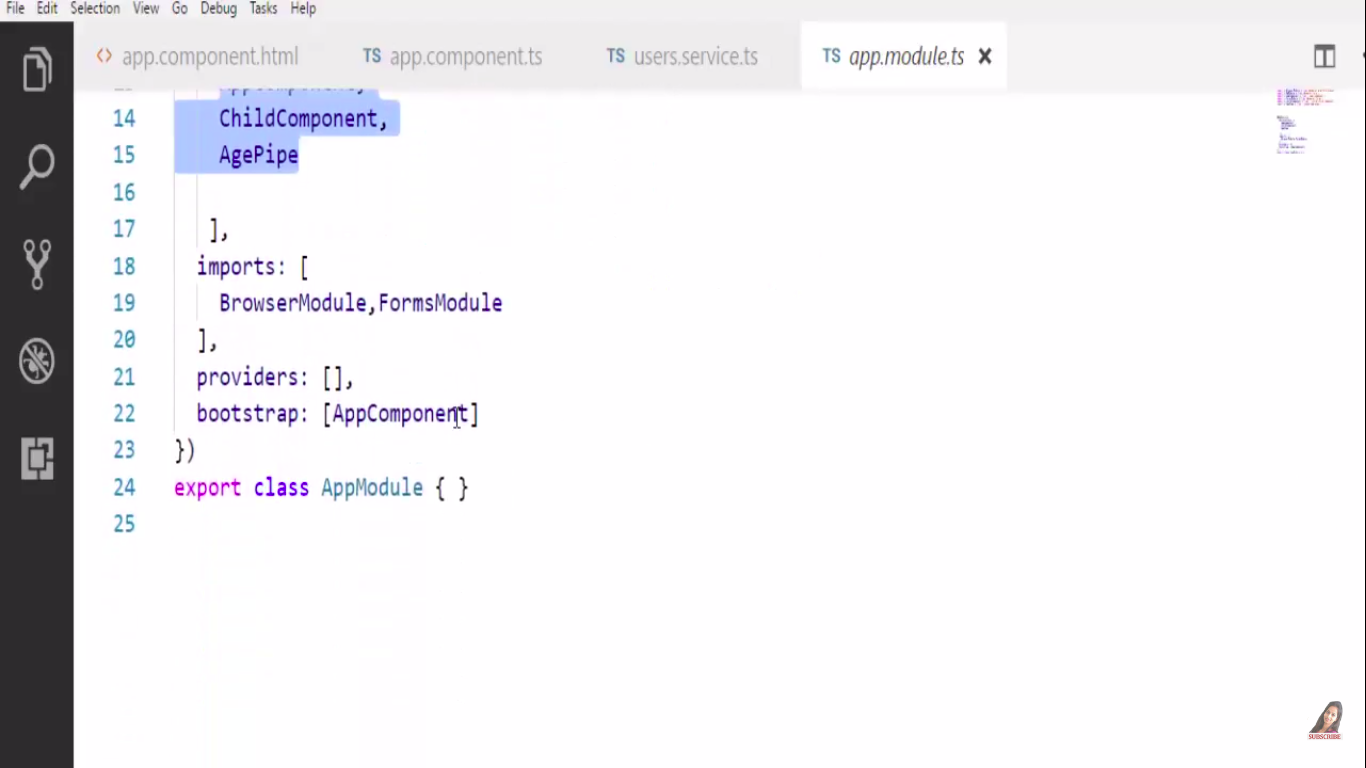 File Edit Selection View Go Debug Tasks Help
<> app.component.html TS app.component.ts TS users.service.ts TS app.module.ts
14 ChildComponent,
15 AgePipe
16
17 ],
18 imports: [
19 BrowserModule,FormsModule
20 ],
21 providers: [],
22 bootstrap: [AppComponent]
23 })
24 export class AppModule { }
25
SUBSCRIBE